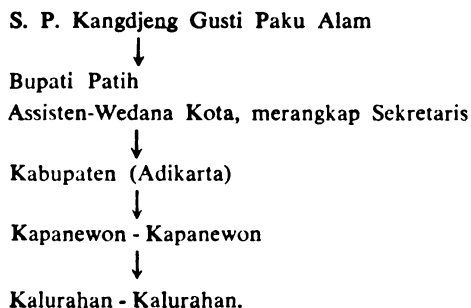 S. P. Kangdjeng Gusti Paku Alam
Bupati Patih
Assisten-Wedana Kota, merangkap Sekretaris
Kabupaten (Adikarta)
Kapanewon - Kapanewon
Kalurahan - Kalurahan.